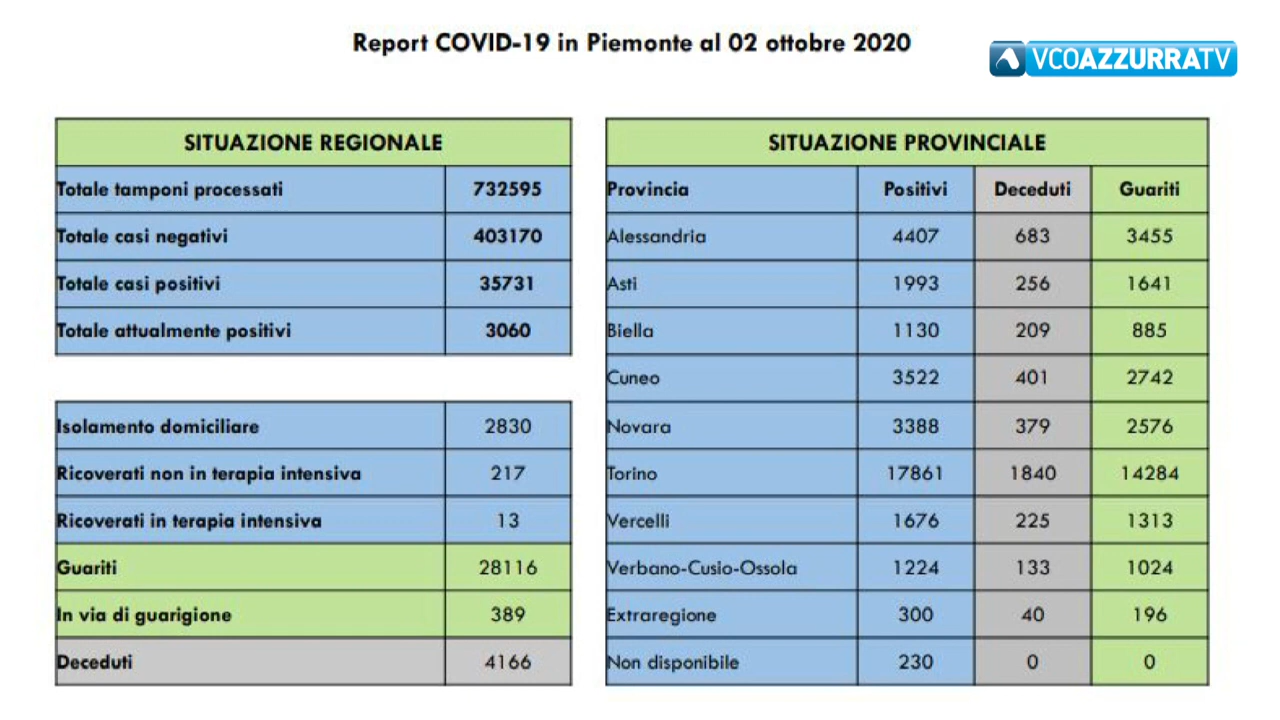 Report COVID-19 in Piemonte al 02 ottobre 2020
VCOAZZURRATV
SITUAZIONE REGIONALE
Totale tamponi processati 732595
Totale casi negativi 403170
Totale casi positivi 35731
Totale attualmente positivi 3060
Isolamento domiciliare 2830
Ricoverati non in terapia intensiva 217
Ricoverati in terapia intensiva 13
Guariti 28116
In via di guarigione 389
Deceduti 4166
SITUAZIONE PROVINCIALE
Provincia Positivi Deceduti Guariti
Alessandria 4407 683 3455
Asti 1993 256 1641
Biella 1130 209 885
Cuneo 3522 401 2742
Novara 3388 379 2576
Torino 17861 1840 14284
Vercelli 1676 225 1313
Verbano-Cusio-Ossola 1224 133 1024
Extraregione 300 40 196
Non disponibile 230 0 0